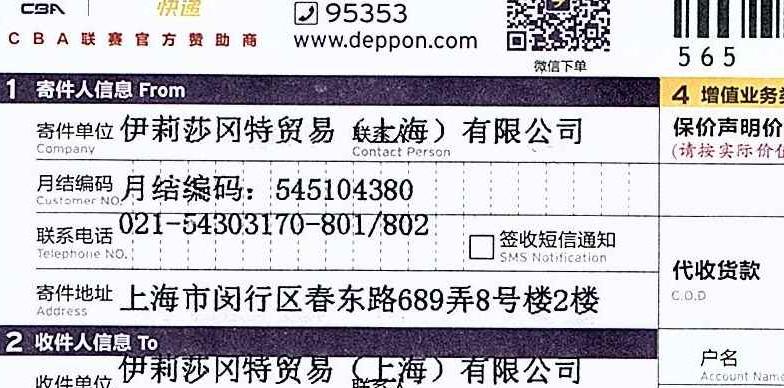 CBA 快递 95353
CBA联赛官方赞助商 www.deppon.com
微信下单
565
1 寄件人信息 From
寄件单位 伊莉莎冈特贸易（上海）有限公司
Company 联系人 Contact Person
月结编码 月结编码：545104380
Customer NO.
021-54303170-801/802
联系电话 签收短信通知
Telephone NO. SMS Notification
寄件地址 上海市闵行区春东路689弄8号楼2楼
Address
2 收件人信息 To
收件单位 伊莉莎冈特贸易（上海）有限公司
联系人
4 增值业务
保价声明价
(请按实际价值
代收货款
C.O.D
户名
Account Name